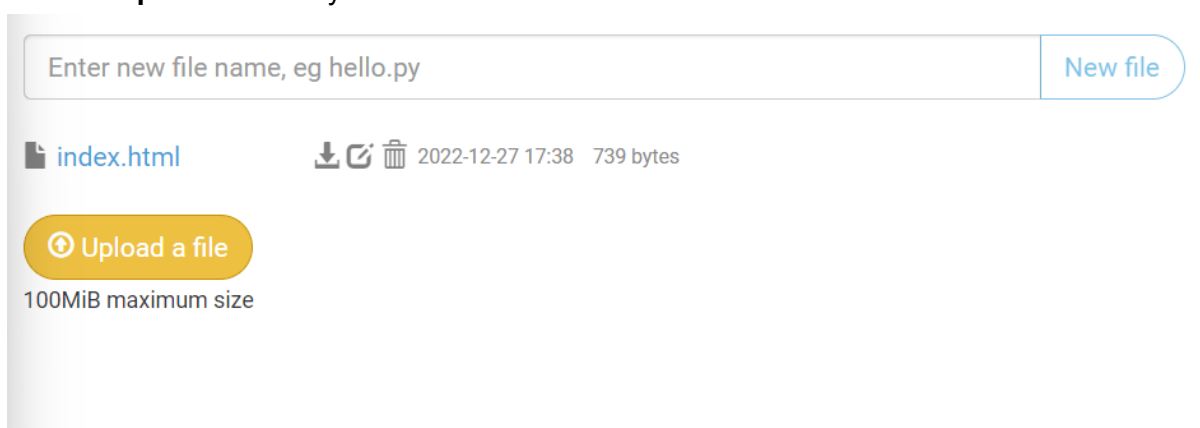 Enter new file name, eg hello.py New file
index.html 2022-12-27 17:38 739 bytes
Upload a file
100MiB maximum size